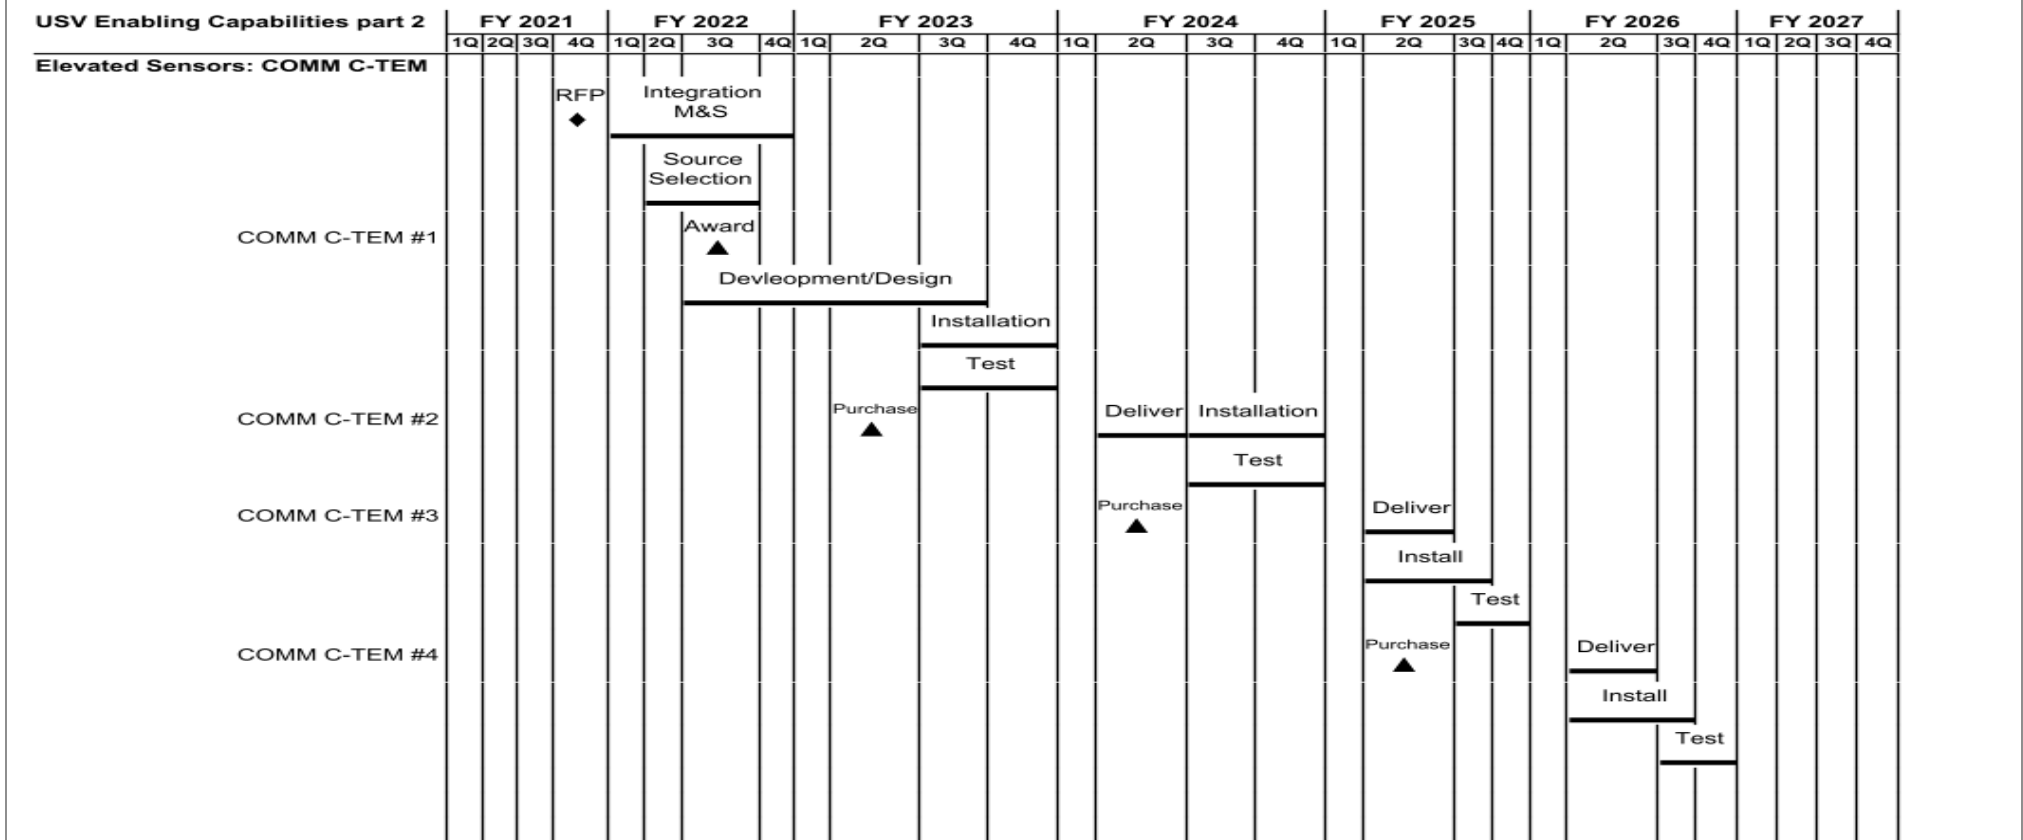 USV Enabling Capabilities part 2 FY 2021 FY 2022 FY 2023 FY 2024 FY 2025 FY 2026 FY 2027
1Q 2Q 3Q 4Q 1Q 2Q 3Q 4Q 1Q 2Q 3Q 4Q 1Q 2Q 3Q 4Q 1Q 2Q 3Q 4Q 1Q 2Q 3Q 4Q 1Q 2Q 3Q 4Q
Elevated Sensors: COMM C-TEM
RFP Integration
M&S
Source
Selection
COMM C-TEM #1 Award
Devleopment/Design
Installation
Test
COMM C-TEM #2 Purchase Deliver Installation
Test
COMM C-TEM #3 Purchase Deliver
Install
Test
COMM C-TEM #4 Purchase Deliver
Install
Test